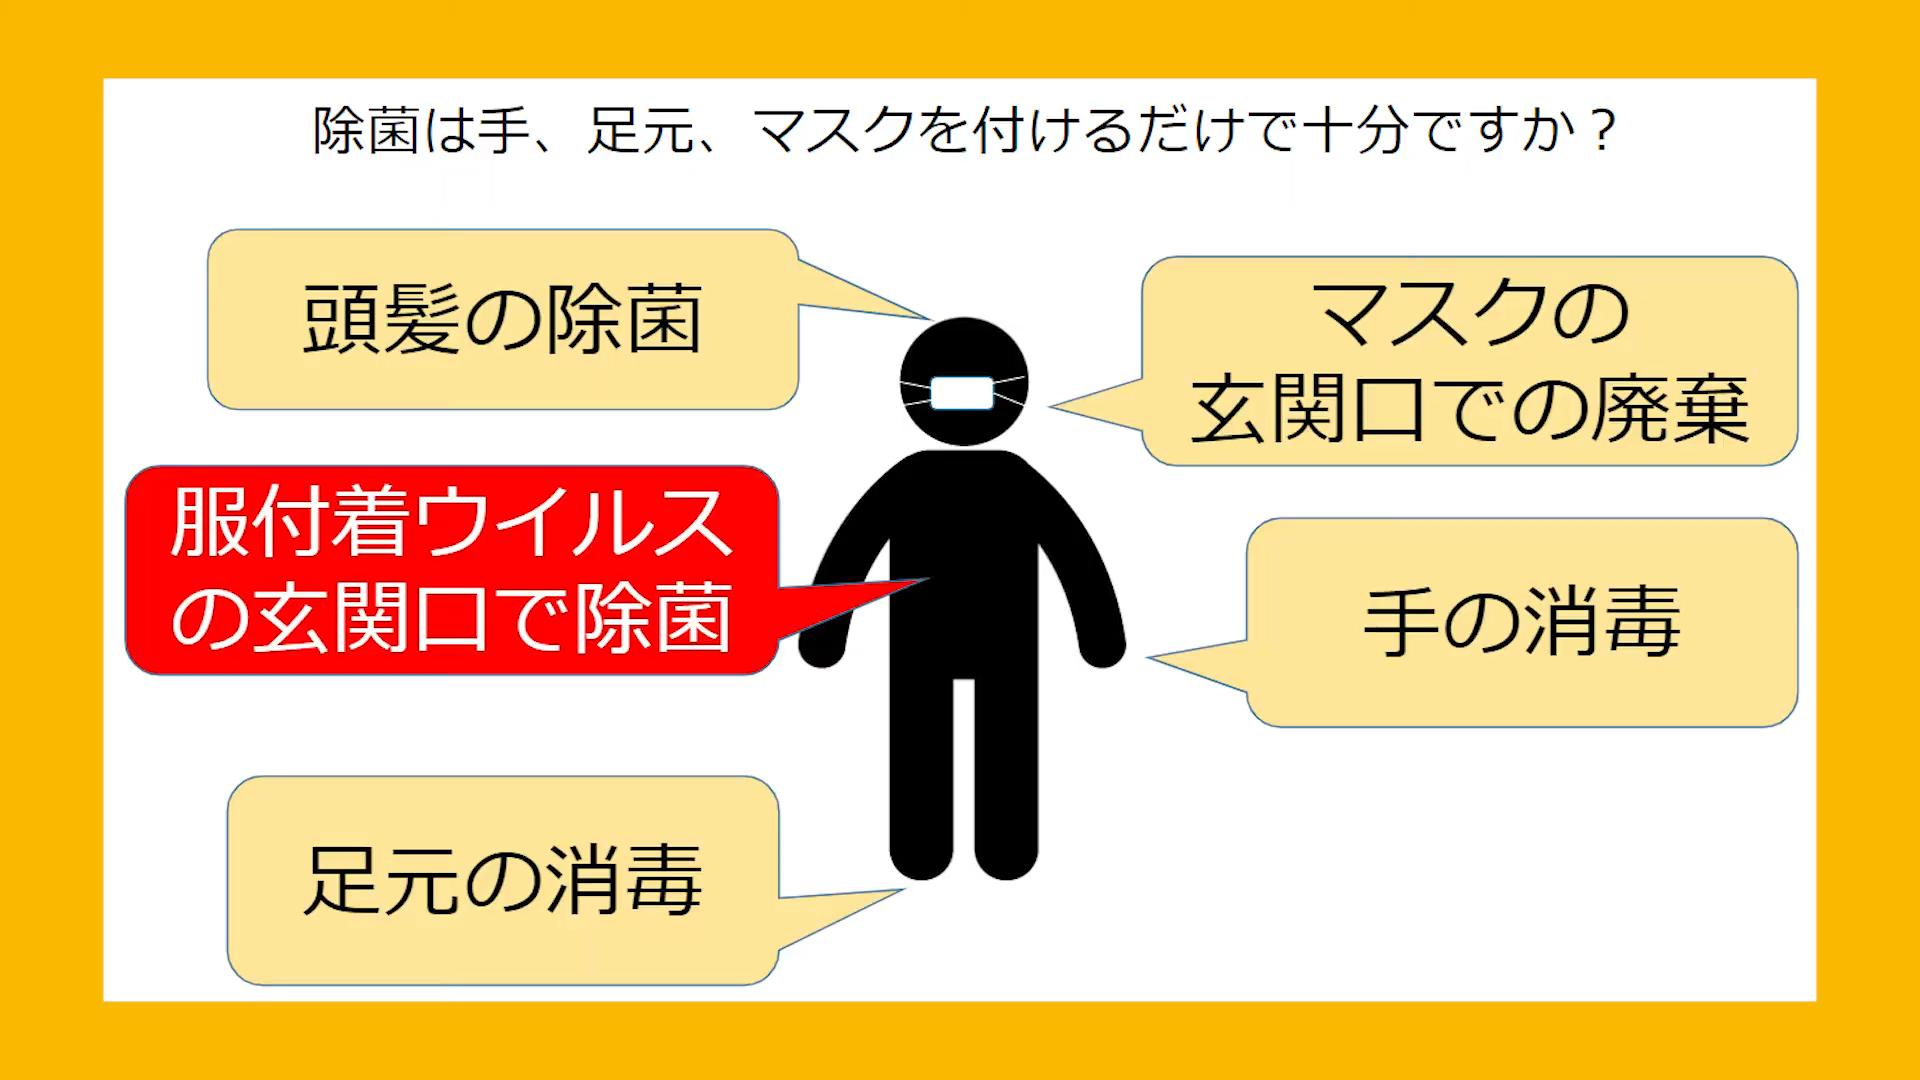 除菌は手、足元、マスクを付けるだけで十分ですか？
頭髪の除菌
マスクの
玄関口での廃棄
服付着ウイルス
の玄関口で除菌
手の消毒
足元の消毒